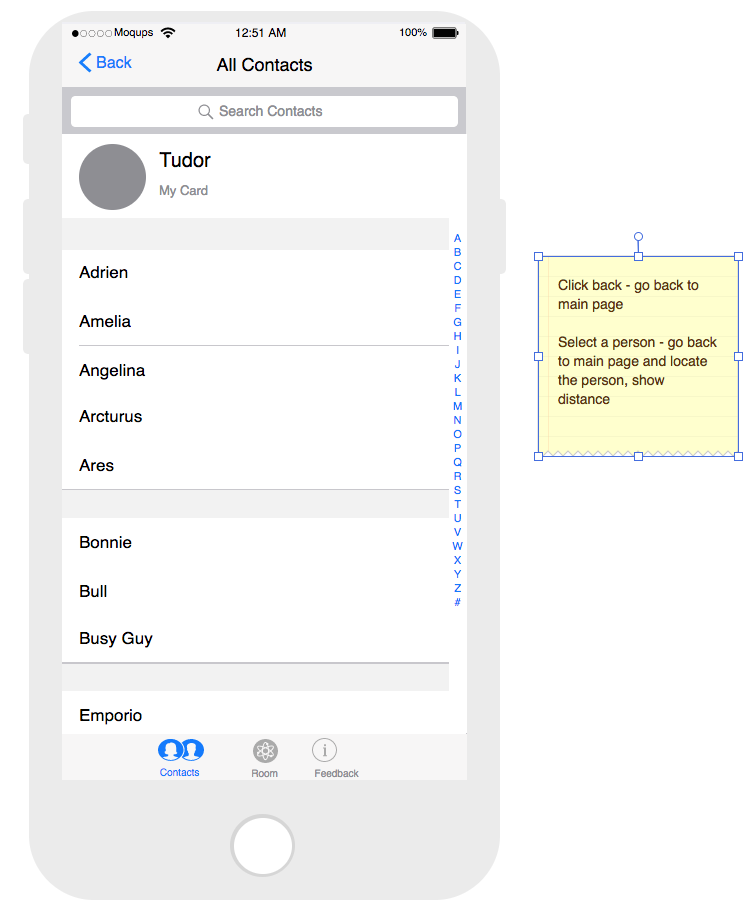 Moqups 12:51 AM 100%
Back All Contacts
Search Contacts
Tudor
My Card
Adrien
Amelia
Angelina
Arcturus
Ares
Bonnie
Bull
Busy Guy
Emporio
A
B
C
D
E
F
G
H
I
J
K
L
M
N
O
P
Q
R
S
T
U
V
W
X
Y
Z
#
Contacts Room Feedback
Click back - go back to
main page
Select a person - go back
to main page and locate
the person, show
distance